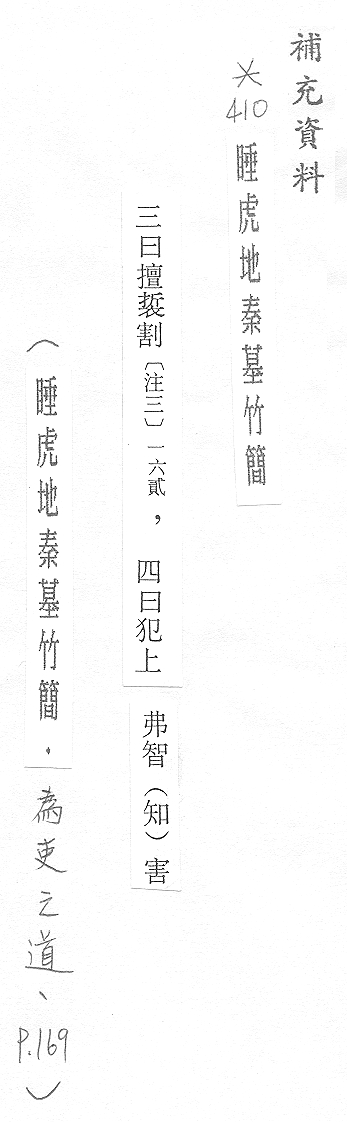 補充資料
*410 睡虎地秦墓竹簡
三曰擅裚割〔注三〕一六貳，四曰犯上弗智（知）害
（睡虎地秦墓竹簡．為吏之道、P.169）